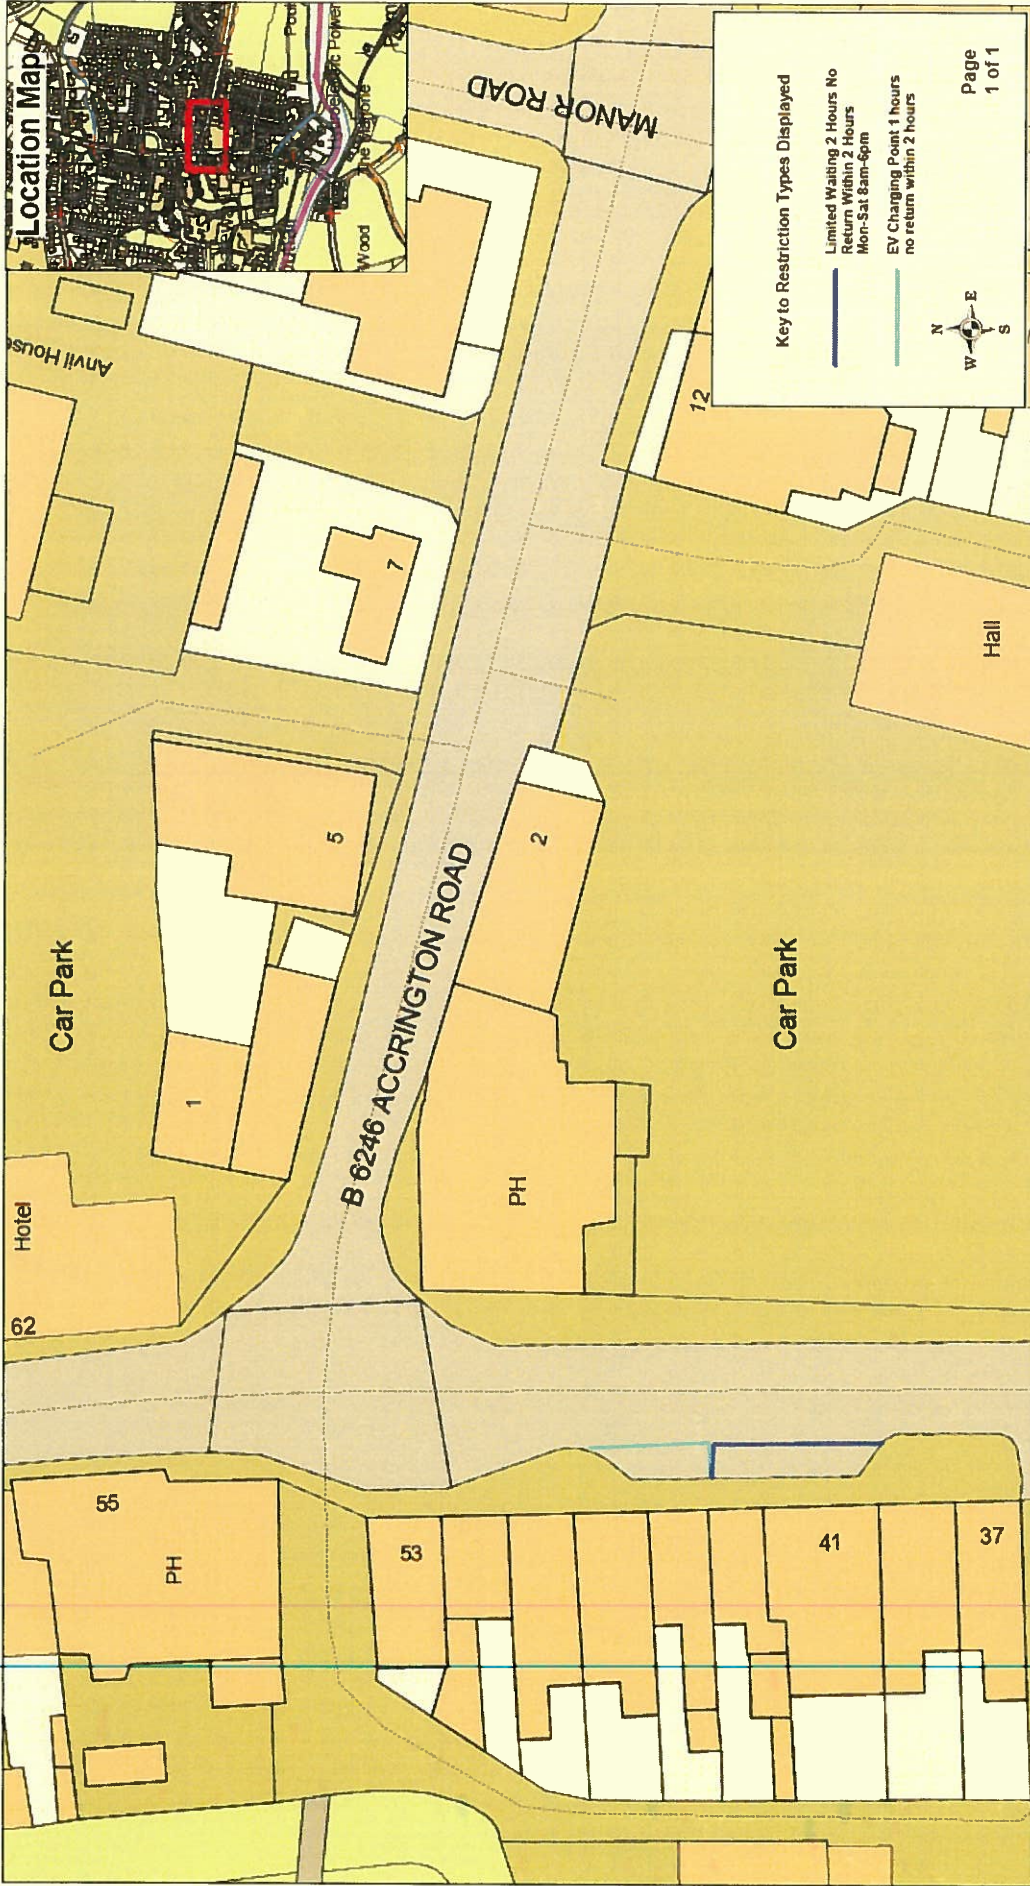 Location Map
Wood
MANOR ROAD
Anvil House
Key to Restriction Types Displayed
Limited Waiting 2 Hours No
Return Within 2 Hours
Mon-Sat 8am-6pm
EV Charging Point 1 hours
no return within 2 hours
N
W
E
S
Page
1 of 1
12
7
Hall
5
2
Car Park
B 6246 ACCRINGTON ROAD
Car Park
1
Hotel
PH
62
55
PH
53
41
37